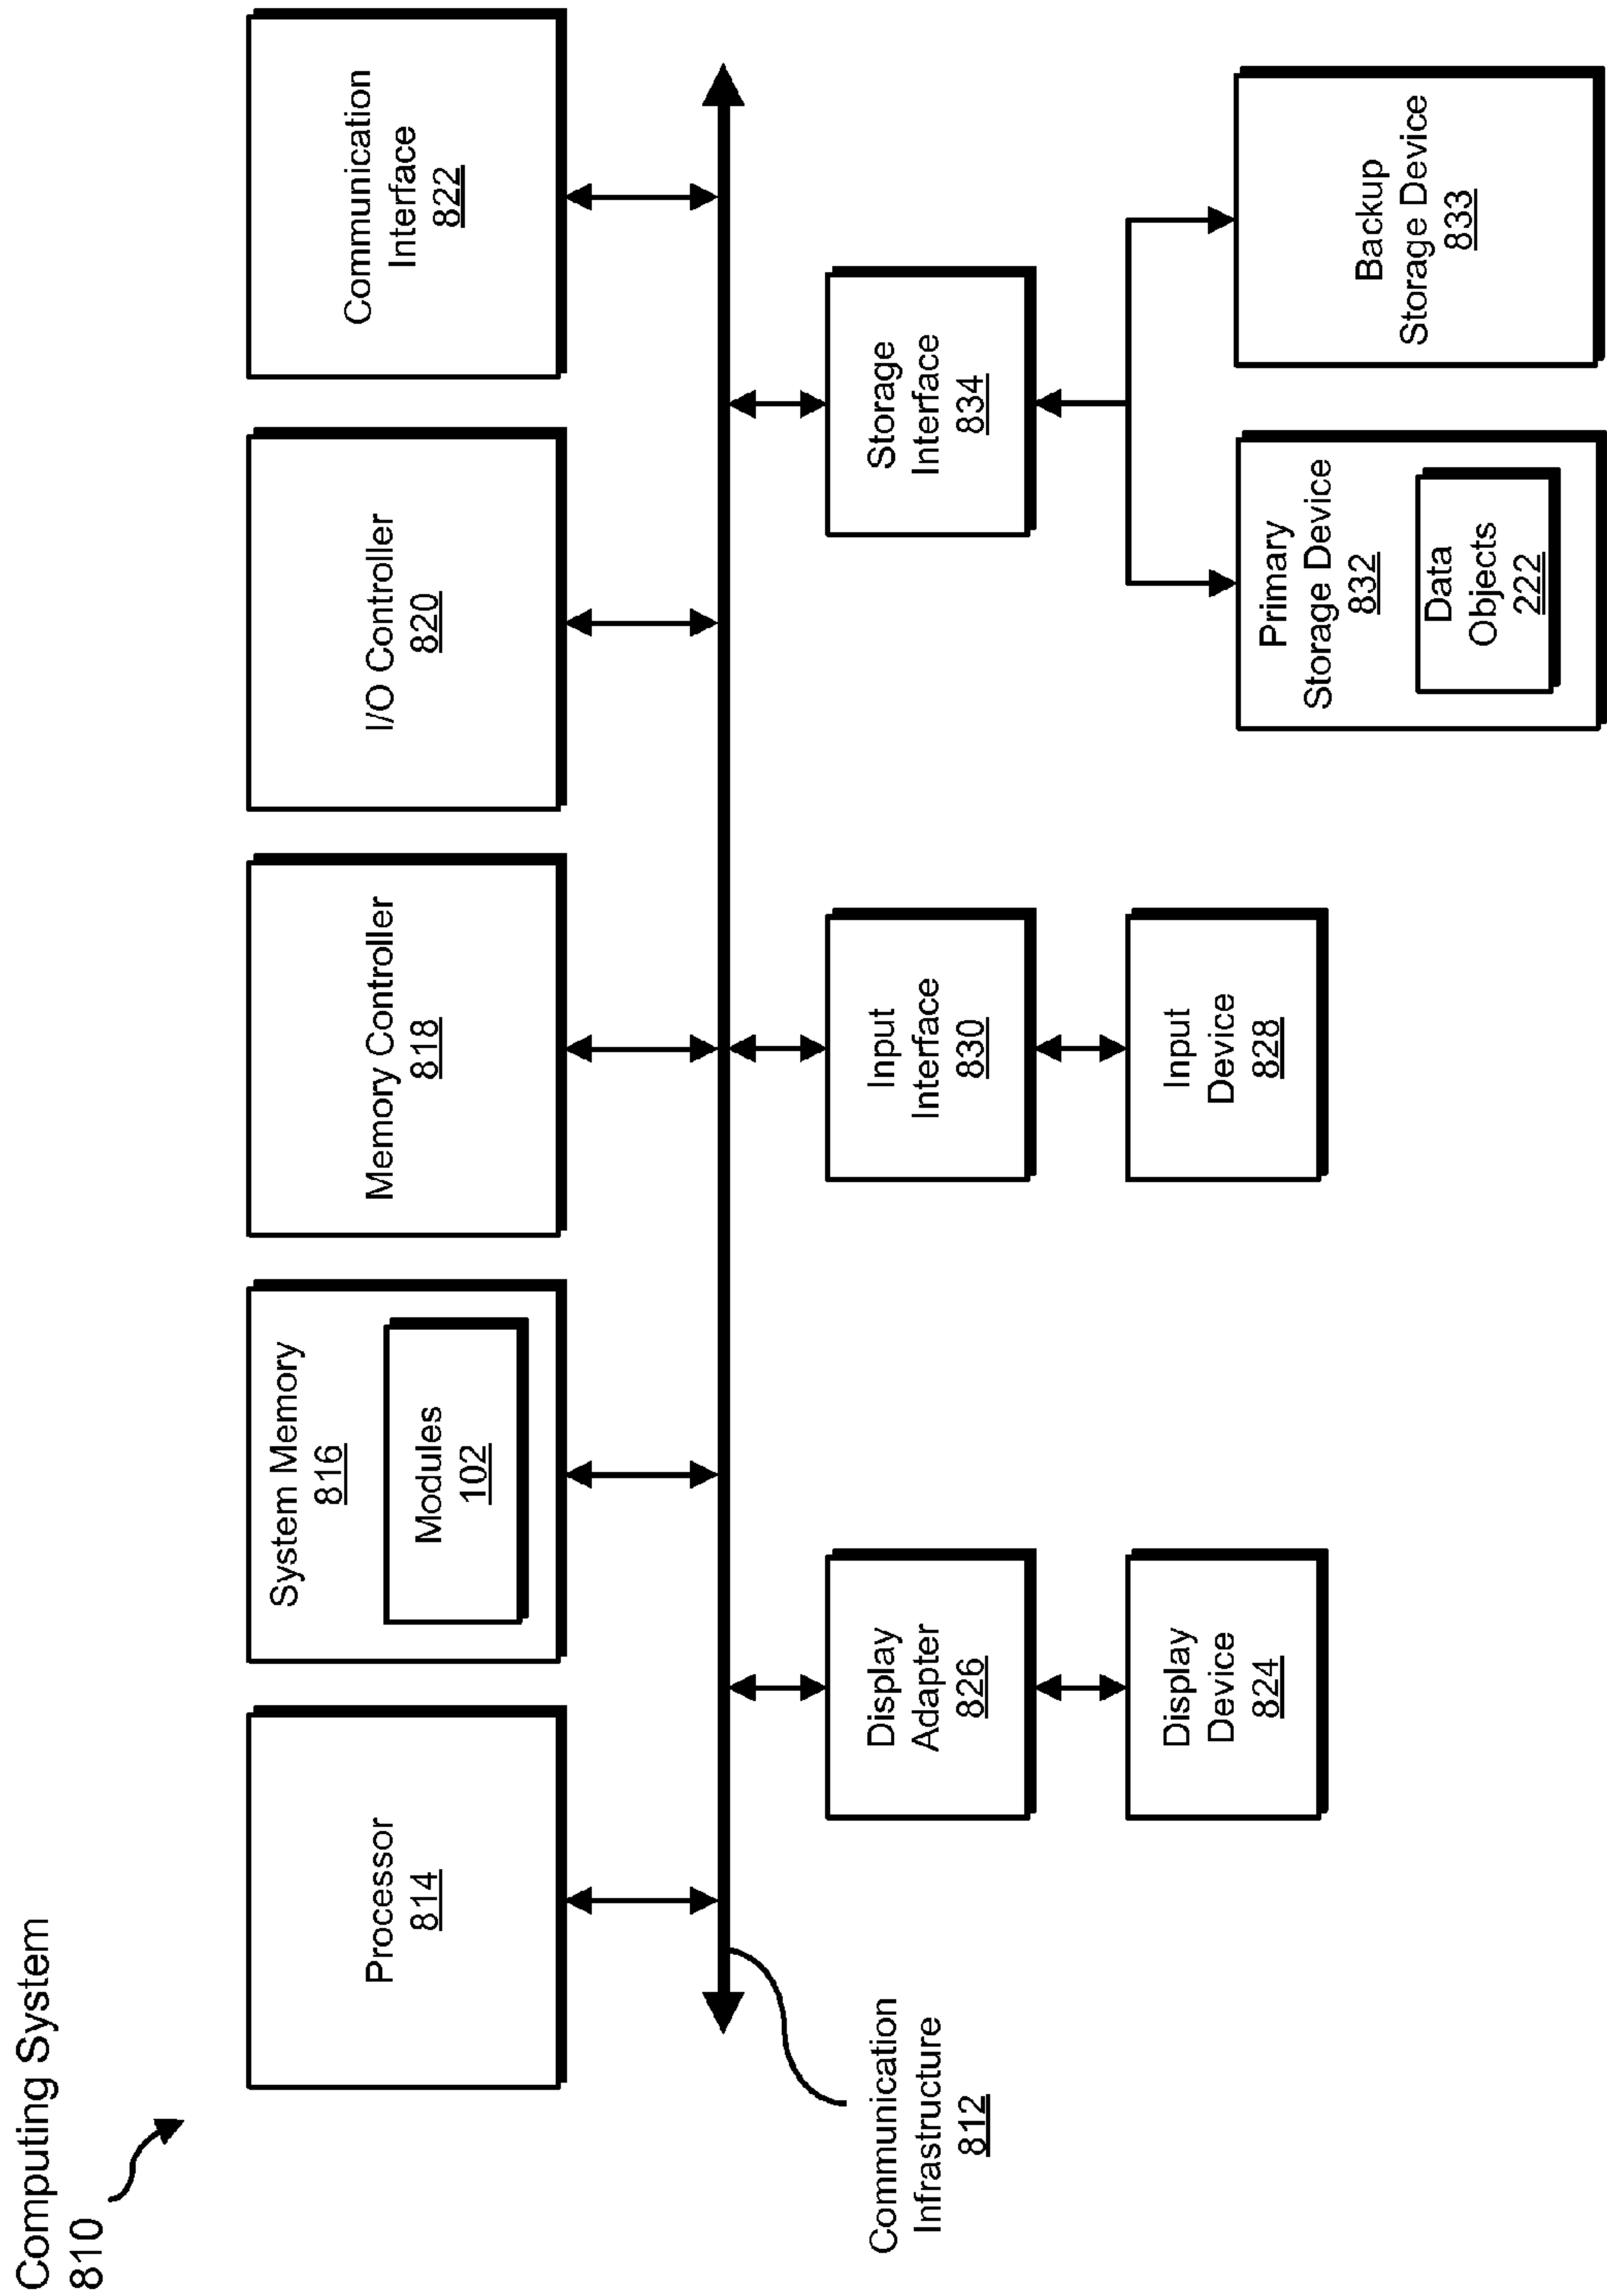 Computing System
810
Processor
814
System Memory
816
Modules
102
Memory Controller
818
I/O Controller
820
Communication
Interface
822
Communication
Infrastructure
812
Display
Adapter
826
Display
Device
824
Input
Interface
830
Input
Device
828
Storage
Interface
834
Primary
Storage Device
832
Data
Objects
222
Backup
Storage Device
833